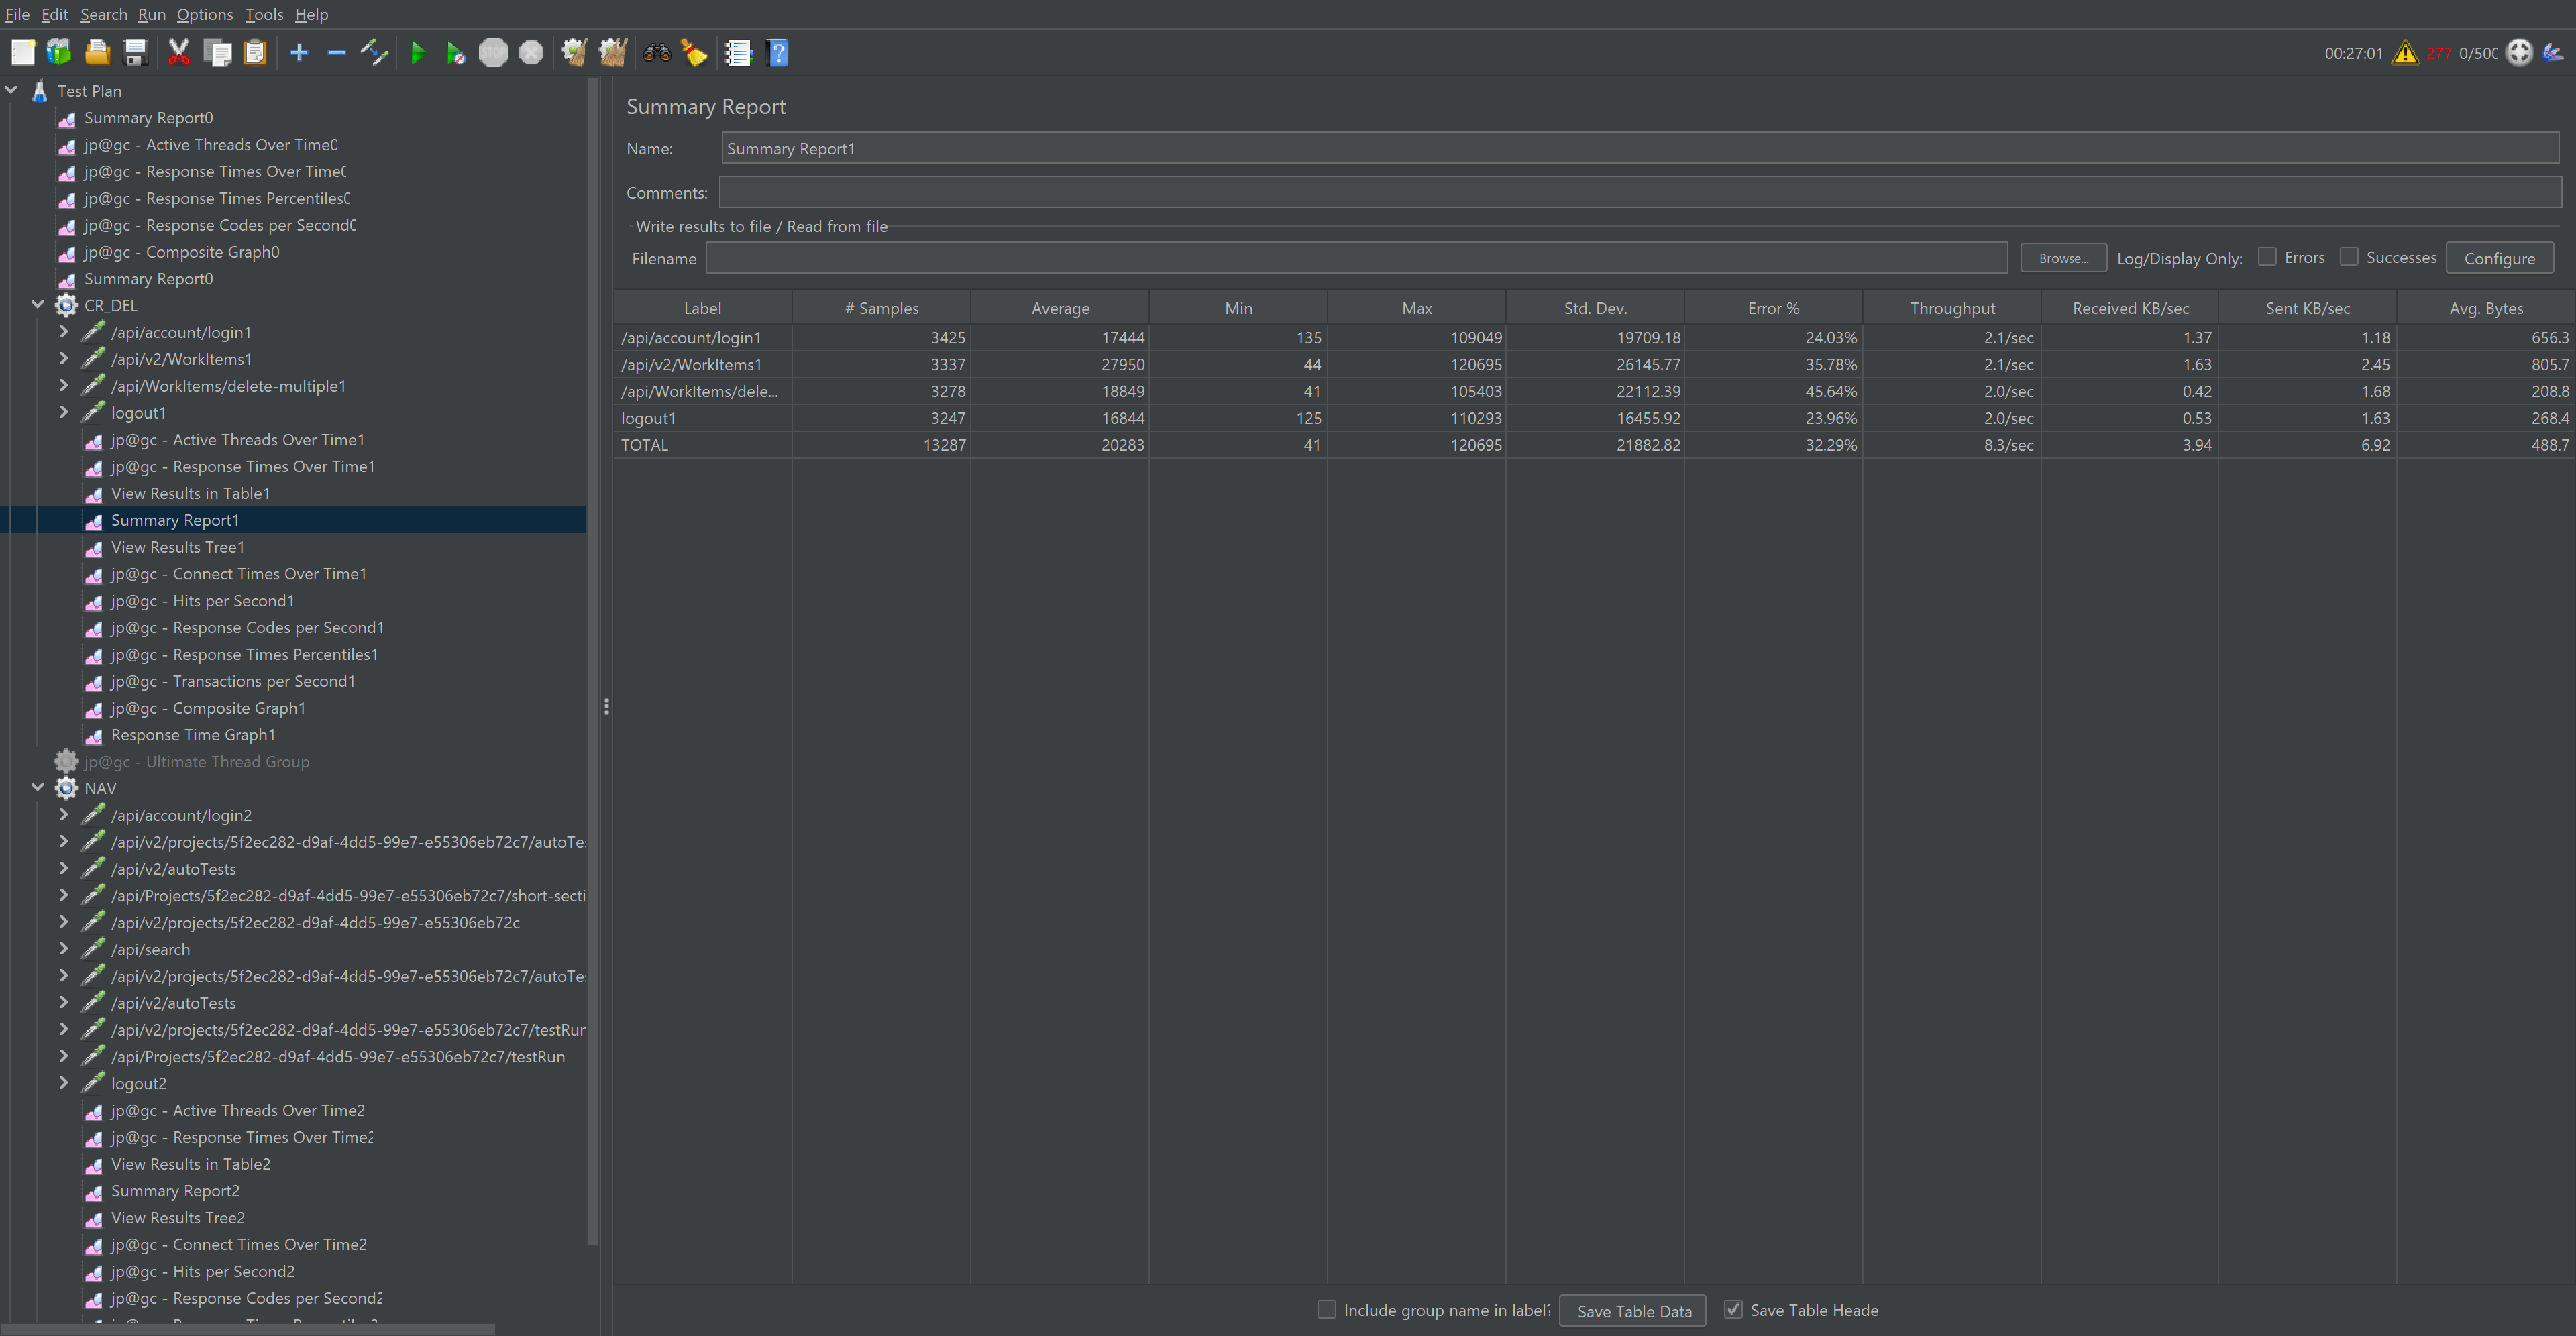 File Edit Search Run Options Tools Help
00:27:01 277 0/500
Test Plan
Summary Report0
jp@gc - Active Threads Over Time0
jp@gc - Response Times Over Time0
jp@gc - Response Times Percentiles0
jp@gc - Response Codes per Second0
jp@gc - Composite Graph0
Summary Report0
CR_DEL
/api/account/login1
/api/v2/WorkItems1
/api/WorkItems/delete-multiple1
logout1
jp@gc - Active Threads Over Time1
jp@gc - Response Times Over Time1
View Results in Table1
Summary Report1
View Results Tree1
jp@gc - Connect Times Over Time1
jp@gc - Hits per Second1
jp@gc - Response Codes per Second1
jp@gc - Response Times Percentiles1
jp@gc - Transactions per Second1
jp@gc - Composite Graph1
Response Time Graph1
jp@gc - Ultimate Thread Group
NAV
/api/account/login2
/api/v2/projects/5f2ec282-d9af-4dd5-99e7-e55306eb72c7/autoTes
/api/v2/autoTests
/api/Projects/5f2ec282-d9af-4dd5-99e7-e55306eb72c7/short-secti
/api/v2/projects/5f2ec282-d9af-4dd5-99e7-e55306eb72c
/api/search
/api/v2/projects/5f2ec282-d9af-4dd5-99e7-e55306eb72c7/autoTes
/api/v2/autoTests
/api/v2/projects/5f2ec282-d9af-4dd5-99e7-e55306eb72c7/testRun
/api/Projects/5f2ec282-d9af-4dd5-99e7-e55306eb72c7/testRun
logout2
jp@gc - Active Threads Over Time2
jp@gc - Response Times Over Time2
View Results in Table2
Summary Report2
View Results Tree2
jp@gc - Connect Times Over Time2
jp@gc - Hits per Second2
jp@gc - Response Codes per Second2
Summary Report
Name: Summary Report1
Comments:
Write results to file / Read from file
Filename Browse... Log/Display Only: Errors Successes Configure
Label # Samples Average Min Max Std. Dev. Error % Throughput Received KB/sec Sent KB/sec Avg. Bytes
/api/account/login1 3425 17444 135 109049 19709.18 24.03% 2.1/sec 1.37 1.18 656.3
/api/v2/WorkItems1 3337 27950 44 120695 26145.77 35.78% 2.1/sec 1.63 2.45 805.7
/api/WorkItems/dele... 3278 18849 41 105403 22112.39 45.64% 2.0/sec 0.42 1.68 208.8
logout1 3247 16844 125 110293 16455.92 23.96% 2.0/sec 0.53 1.63 268.4
TOTAL 13287 20283 41 120695 21882.82 32.29% 8.3/sec 3.94 6.92 488.7
Include group name in label? Save Table Data Save Table Heade